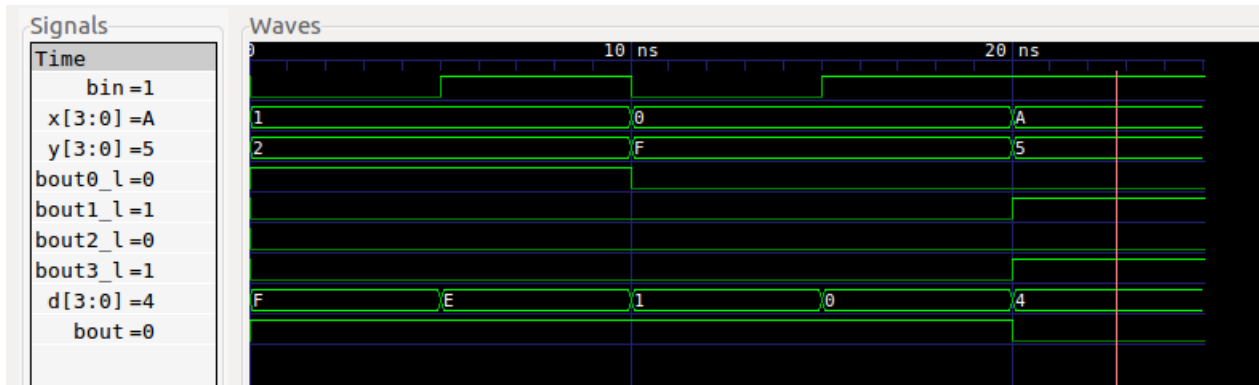 Signals
Waves
Time
0 10 ns 20 ns
bin =1
x[3:0] =A 1 0 A
y[3:0] =5 2 F 5
bout0_l =0
bout1_l =1
bout2_l =0
bout3_l =1
d[3:0] =4 F E 1 0 4
bout =0